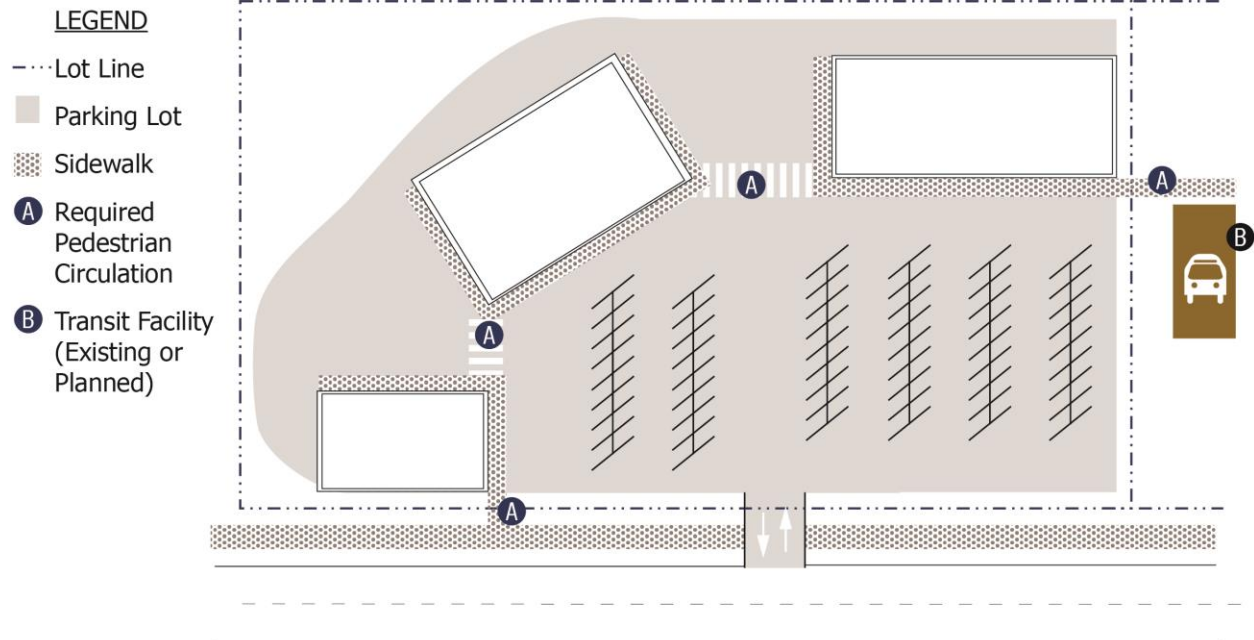 LEGEND
Lot Line
Parking Lot
Sidewalk
A Required
Pedestrian
Circulation
B Transit Facility
(Existing or
Planned)
A
A
B
A
A